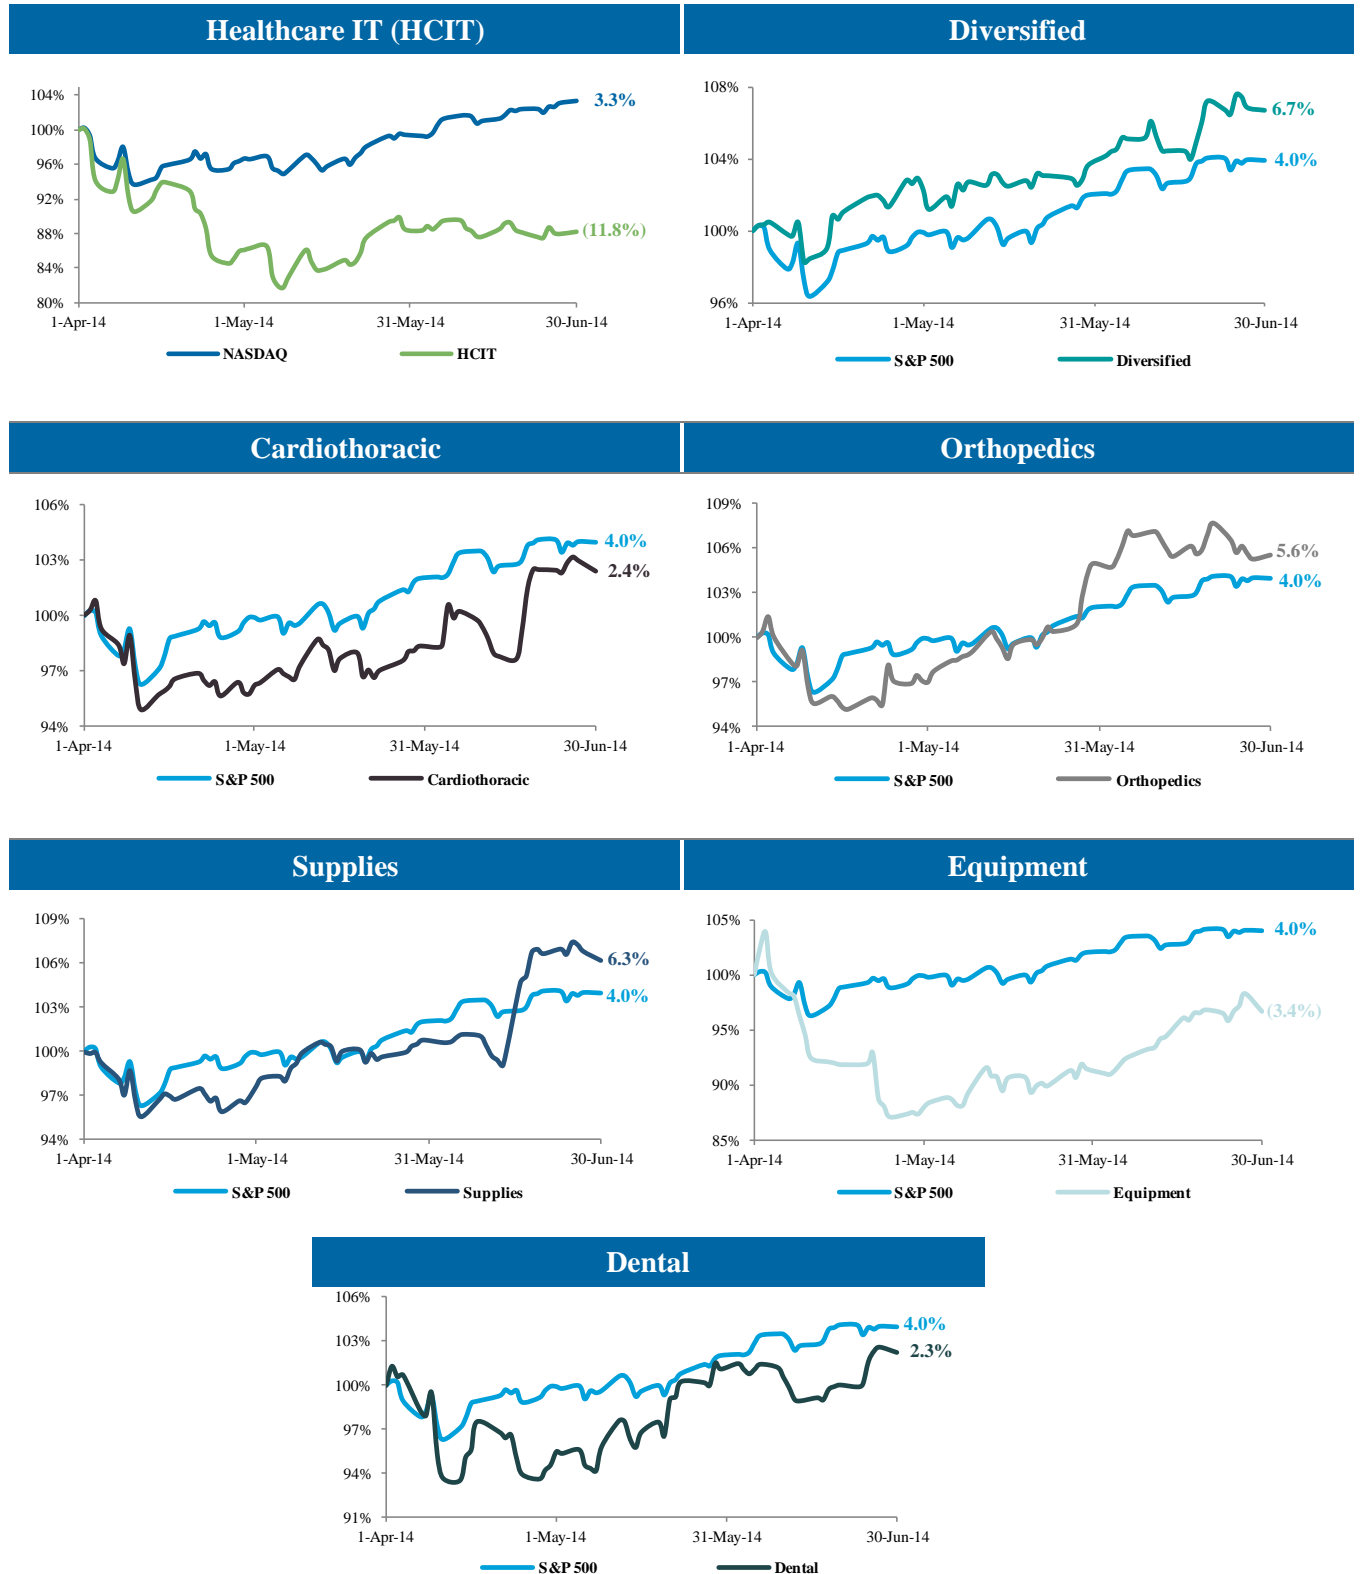 Healthcare IT (HCIT)
104%
100%
96%
92%
88%
84%
80%
3.3%
(11.8%)
1-Apr-14 1-May-14 31-May-14 30-Jun-14
NASDAQ HCIT
Diversified
108%
104%
100%
96%
6.7%
4.0%
1-Apr-14 1-May-14 31-May-14 30-Jun-14
S&P 500 Diversified
Cardiothoracic
106%
103%
100%
97%
94%
4.0%
2.4%
1-Apr-14 1-May-14 31-May-14 30-Jun-14
S&P 500 Cardiothoracic
Orthopedics
109%
106%
103%
100%
97%
94%
5.6%
4.0%
1-Apr-14 1-May-14 31-May-14 30-Jun-14
S&P 500 Orthopedics
Supplies
109%
106%
103%
100%
97%
94%
6.3%
4.0%
1-Apr-14 1-May-14 31-May-14 30-Jun-14
S&P 500 Supplies
Equipment
105%
100%
95%
90%
85%
4.0%
(3.4%)
1-Apr-14 1-May-14 31-May-14 30-Jun-14
S&P 500 Equipment
Dental
106%
103%
100%
97%
94%
91%
4.0%
2.3%
1-Apr-14 1-May-14 31-May-14 30-Jun-14
S&P 500 Dental